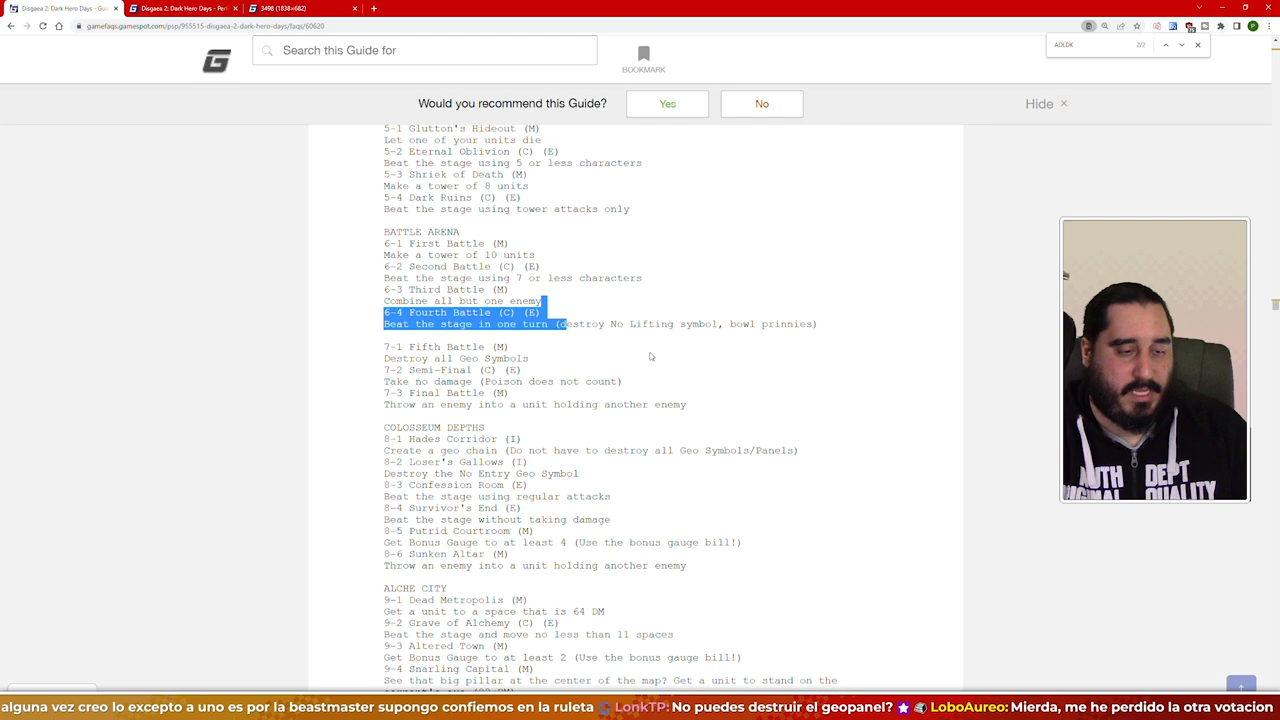 Disgaea 2: Dark Hero Days - Gu
Disgaea 2: Dark Hero Days - Per
3498 (1838×682)
gamefaqs.gamespot.com/psp/955515-disgaea-2-dark-hero-days/faqs/60620
ADLDK 2/2
Search this Guide for
BOOKMARK
Would you recommend this Guide? Yes No Hide ×
5-1 Glutton's Hideout (M)
Let one of your units die
5-2 Eternal Oblivion (C) (E)
Beat the stage using 5 or less characters
5-3 Shriek of Death (M)
Make a tower of 8 units
5-4 Dark Ruins (C) (E)
Beat the stage using tower attacks only
BATTLE ARENA
6-1 First Battle (M)
Make a tower of 10 units
6-2 Second Battle (C) (E)
Beat the stage using 7 or less characters
6-3 Third Battle (M)
Combine all but one enemy
6-4 Fourth Battle (C) (E)
Beat the stage in one turn (destroy No Lifting symbol, bowl prinnies)
7-1 Fifth Battle (M)
Destroy all Geo Symbols
7-2 Semi-Final (C) (E)
Take no damage (Poison does not count)
7-3 Final Battle (M)
Throw an enemy into a unit holding another enemy
COLOSSEUM DEPTHS
8-1 Hades Corridor (I)
Create a geo chain (Do not have to destroy all Geo Symbols/Panels)
8-2 Loser's Gallows (I)
Destroy the No Entry Geo Symbol
8-3 Confession Room (E)
Beat the stage using regular attacks
8-4 Survivor's End (E)
Beat the stage without taking damage
8-5 Putrid Courtroom (M)
Get Bonus Gauge to at least 4 (Use the bonus gauge bill!)
8-6 Sunken Altar (M)
Throw an enemy into a unit holding another enemy
ALCHE CITY
9-1 Dead Metropolis (M)
Get a unit to a space that is 64 DM
9-2 Grave of Alchemy (C) (E)
Beat the stage and move no less than 11 spaces
9-3 Altered Town (M)
Get Bonus Gauge to at least 2 (Use the bonus gauge bill!)
9-4 Snarling Capital (M)
See that big pillar at the center of the map? Get a unit to stand on the
AUTH DEPT
QUALITY
alguna vez creo lo excepto a uno es por la beastmaster supongo confiemos en la ruleta LonkTP: No puedes destruir el geopanel? LoboAureo: Mierda, me he perdido la otra votacion